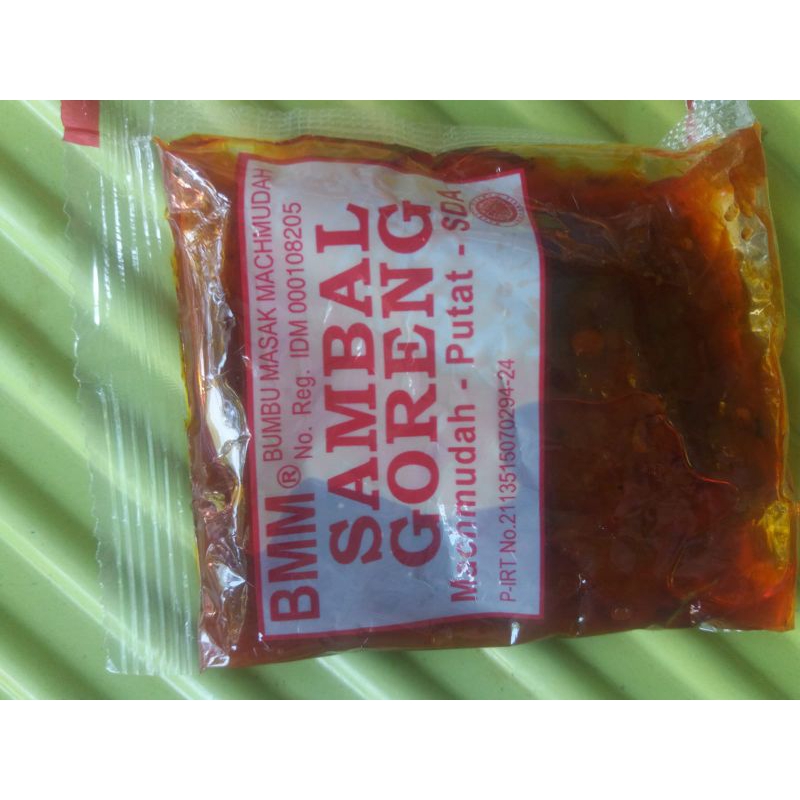 BMM® BUMBU MASAK MACHMUDAH
No. Reg. IDM 000108205
SAMBAL
GORENG
Machmudah - Putat - SDA
P-IRT No.2113515070294-24